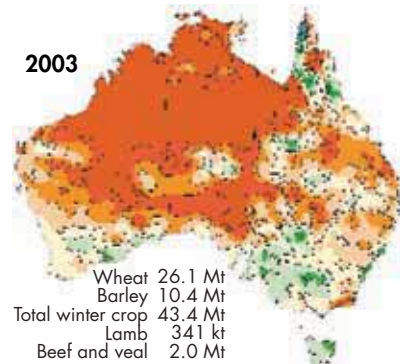 2003
Wheat 26.1 Mt
Barley 10.4 Mt
Total winter crop 43.4 Mt
Lamb 341 kt
Beef and veal 2.0 Mt